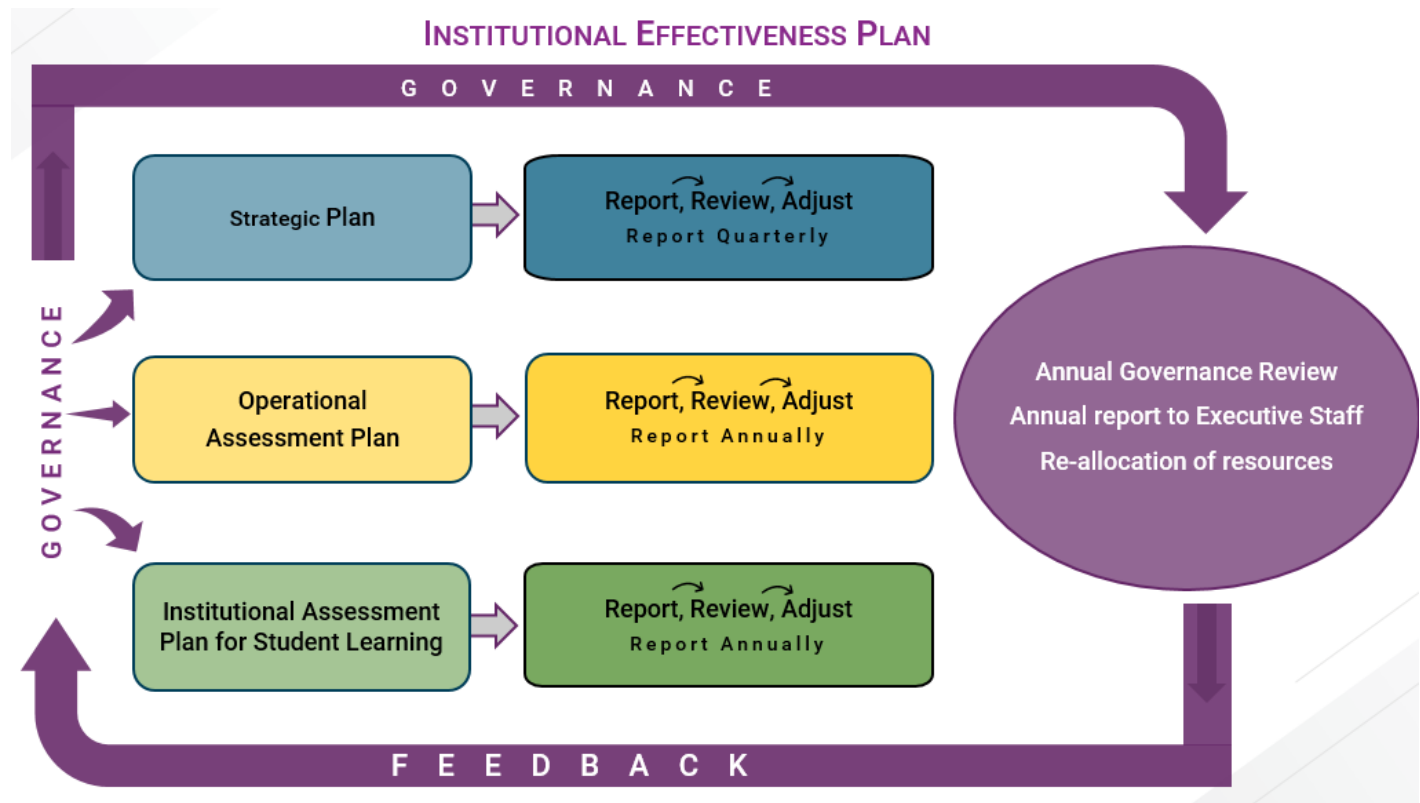 INSTITUTIONAL EFFECTIVENESS PLAN
GOVERNANCE
Strategic Plan
Report, Review, Adjust
Report Quarterly
GOVERNANCE
Operational
Assessment Plan
Report, Review, Adjust
Report Annually
Annual Governance Review
Annual report to Executive Staff
Re-allocation of resources
Institutional Assessment
Plan for Student Learning
Report, Review, Adjust
Report Annually
FEEDBACK